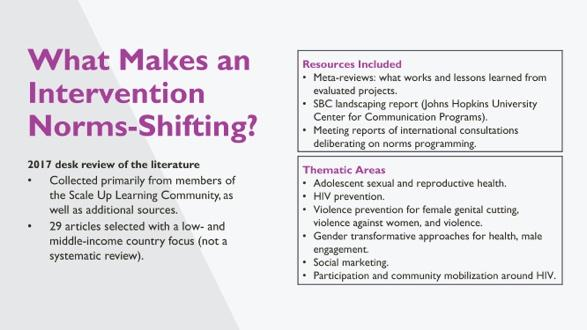 What Makes an
Intervention
Norms-Shifting?
2017 desk review of the literature
• Collected primarily from members of
the Scale Up Learning Community, as
well as additional sources.
• 29 articles selected with a low- and
middle-income country focus (not a
systematic review).
Resources Included
• Meta-reviews: what works and lessons learned from
evaluated projects.
• SBC landscaping report (Johns Hopkins University
Center for Communication Programs).
• Meeting reports of international consultations
deliberating on norms programming.
Thematic Areas
• Adolescent sexual and reproductive health.
• HIV prevention.
• Violence prevention for female genital cutting,
violence against women, and violence.
• Gender transformative approaches for health, male
engagement.
• Social marketing.
• Participation and community mobilization around HIV.